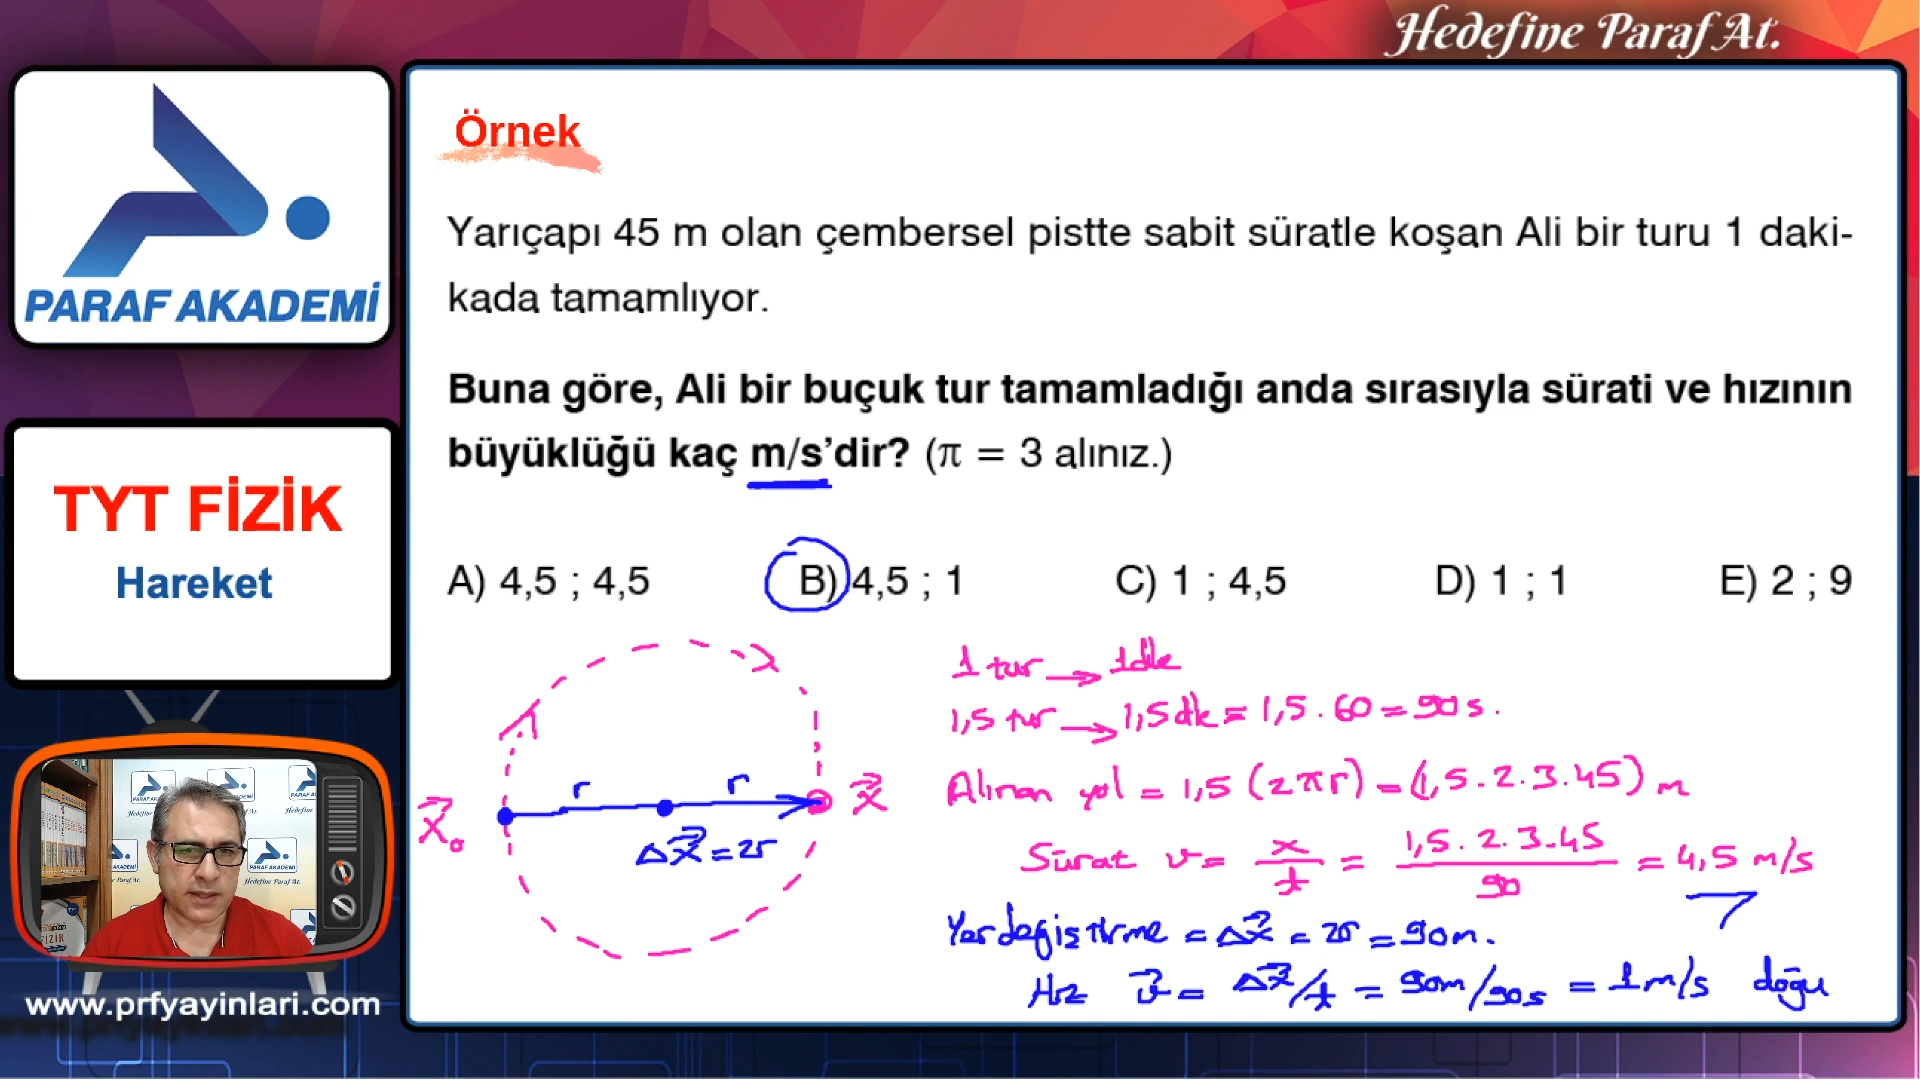 Hedefine Paraf At.
PARAF AKADEMİ
TYT FİZİK
Hareket
www.prfyayinlari.com
Örnek
Yarıçapı 45 m olan çembersel pistte sabit süratle koşan Ali bir turu 1 daki-
kada tamamlıyor.
Buna göre, Ali bir buçuk tur tamamladığı anda sırasıyla sürati ve hızının
büyüklüğü kaç m/s'dir? (π = 3 alınız.)
A) 4,5 ; 4,5 B) 4,5 ; 1 C) 1 ; 4,5 D) 1 ; 1 E) 2 ; 9
1 tur → 1dk
1,5 tur → 1,5dk = 1,5 . 60 = 90 s.
Alınan yol = 1,5 (2πr) = (1,5 . 2 . 3 . 45) m
Sürat v = x/t = 1,5 . 2 . 3 . 45 / 90 = 4,5 m/s
Yer değiştirme = Δx⃗ = 2r = 90m.
Hız v⃗ = Δx⃗/t = 90m/90s = 1 m/s doğu
r r
x⃗₀ x⃗
Δx⃗ = 2r